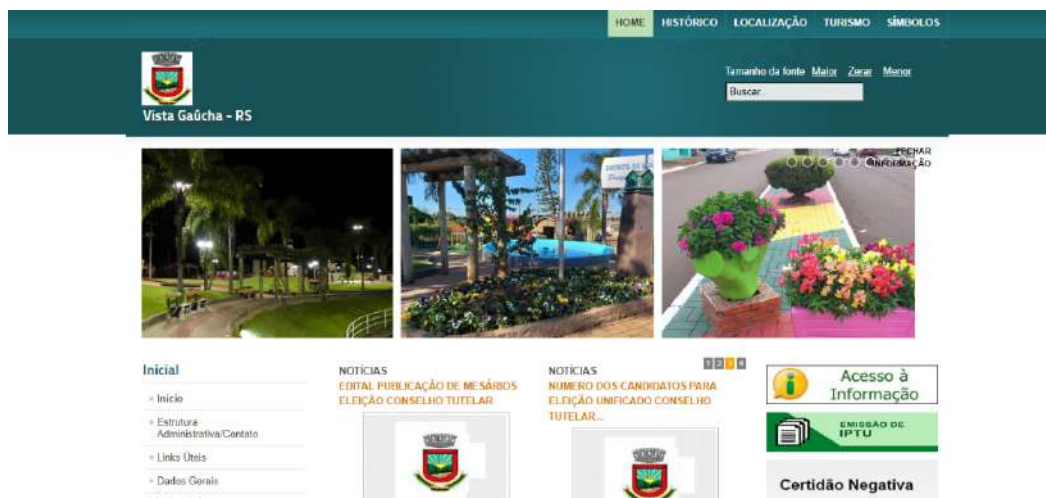 HOME HISTÓRICO LOCALIZAÇÃO TURISMO SÍMBOLOS
Tamanho da fonte Maior Zerar Menor
Buscar...
Vista Gaúcha - RS
FECHAR
INFORMAÇÃO
Inicial
Início
Estrutura
Administrativa/Contato
Links Úteis
Dados Gerais
NOTÍCIAS
EDITAL PUBLICAÇÃO DE MESÁRIOS
ELEIÇÃO CONSELHO TUTELAR
NOTÍCIAS
1 2 3 4
NUMERO DOS CANDIDATOS PARA
ELEIÇÃO UNIFICADO CONSELHO
TUTELAR...
Acesso à
Informação
EMISSÃO DE
IPTU
Certidão Negativa